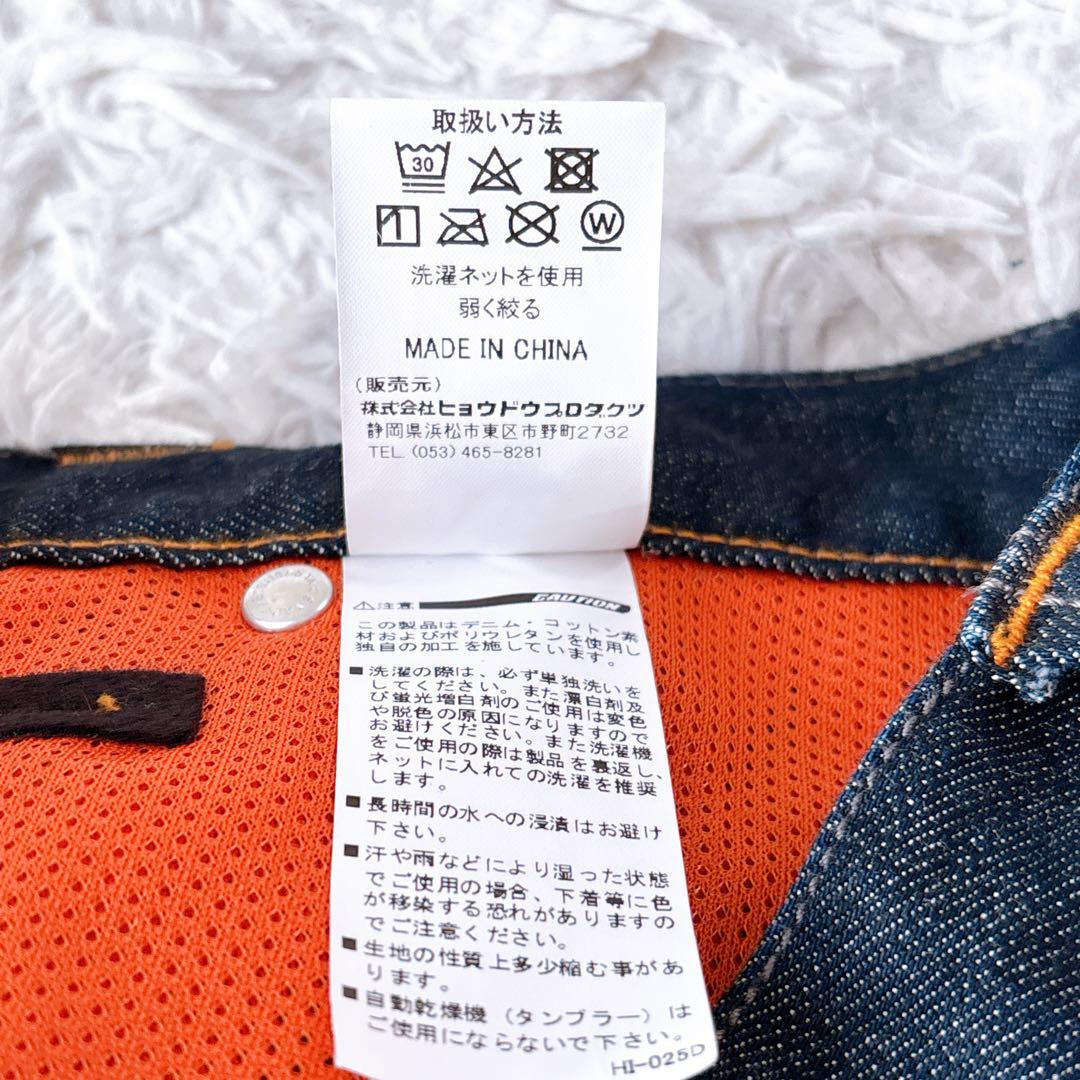 取扱い方法
30
W
洗濯ネットを使用
弱く絞る
MADE IN CHINA
（販売元）
株式会社ヒョウドウプロダクツ
静岡県浜松市東区市野町2732
TEL.(053)465-8281
⚠注意 CAUTION
この製品はデニム・コットン素
材およびポリウレタンを使用し
独自の加工を施しています。
■洗濯の際は、必ず単独洗いを
してください。また漂白剤及
び蛍光増白剤のご使用は変色
や脱色の原因になりますので
お避けください。また洗濯機
をご使用の際は製品を裏返し、
ネットに入れての洗濯を推奨
します。
■長時間の水への浸漬はお避け
下さい。
■汗や雨などにより湿った状態
でご使用の場合、下着等に色
が移染する恐れがありますの
でご注意ください。
■生地の性質上多少縮む事があ
ります。
■自動乾燥機（タンブラー）は
ご使用にならないで下さい。
HI-025D